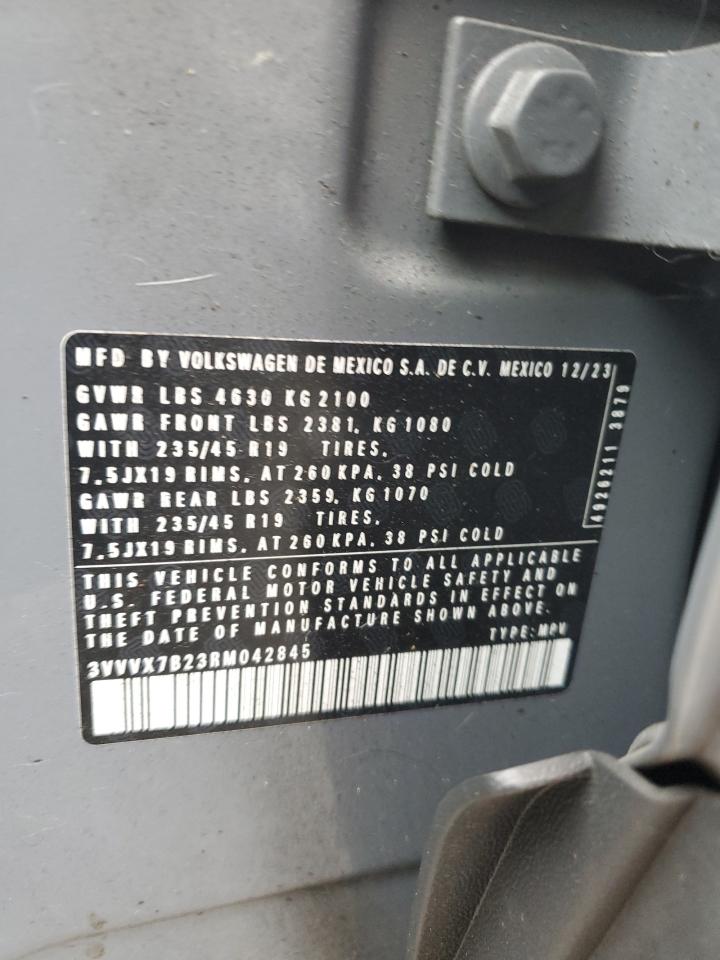 MFD BY VOLKSWAGEN DE MEXICO S.A. DE C.V. MEXICO 12/23
GVWR LBS 4630 KG 2100
GAWR FRONT LBS 2381, KG 1080
WITH 235/45 R19 TIRES,
7.5JX19 RIMS, AT 260 KPA, 38 PSI COLD
GAWR REAR LBS 2359, KG 1070
WITH 235/45 R19 TIRES,
7.5JX19 RIMS, AT 260 KPA, 38 PSI COLD
4926211 3879
THIS VEHICLE CONFORMS TO ALL APPLICABLE
U.S. FEDERAL MOTOR VEHICLE SAFETY AND
THEFT PREVENTION STANDARDS IN EFFECT ON
THE DATE OF MANUFACTURE SHOWN ABOVE.
TYPE: MPV
3VVVX7B23RM042845